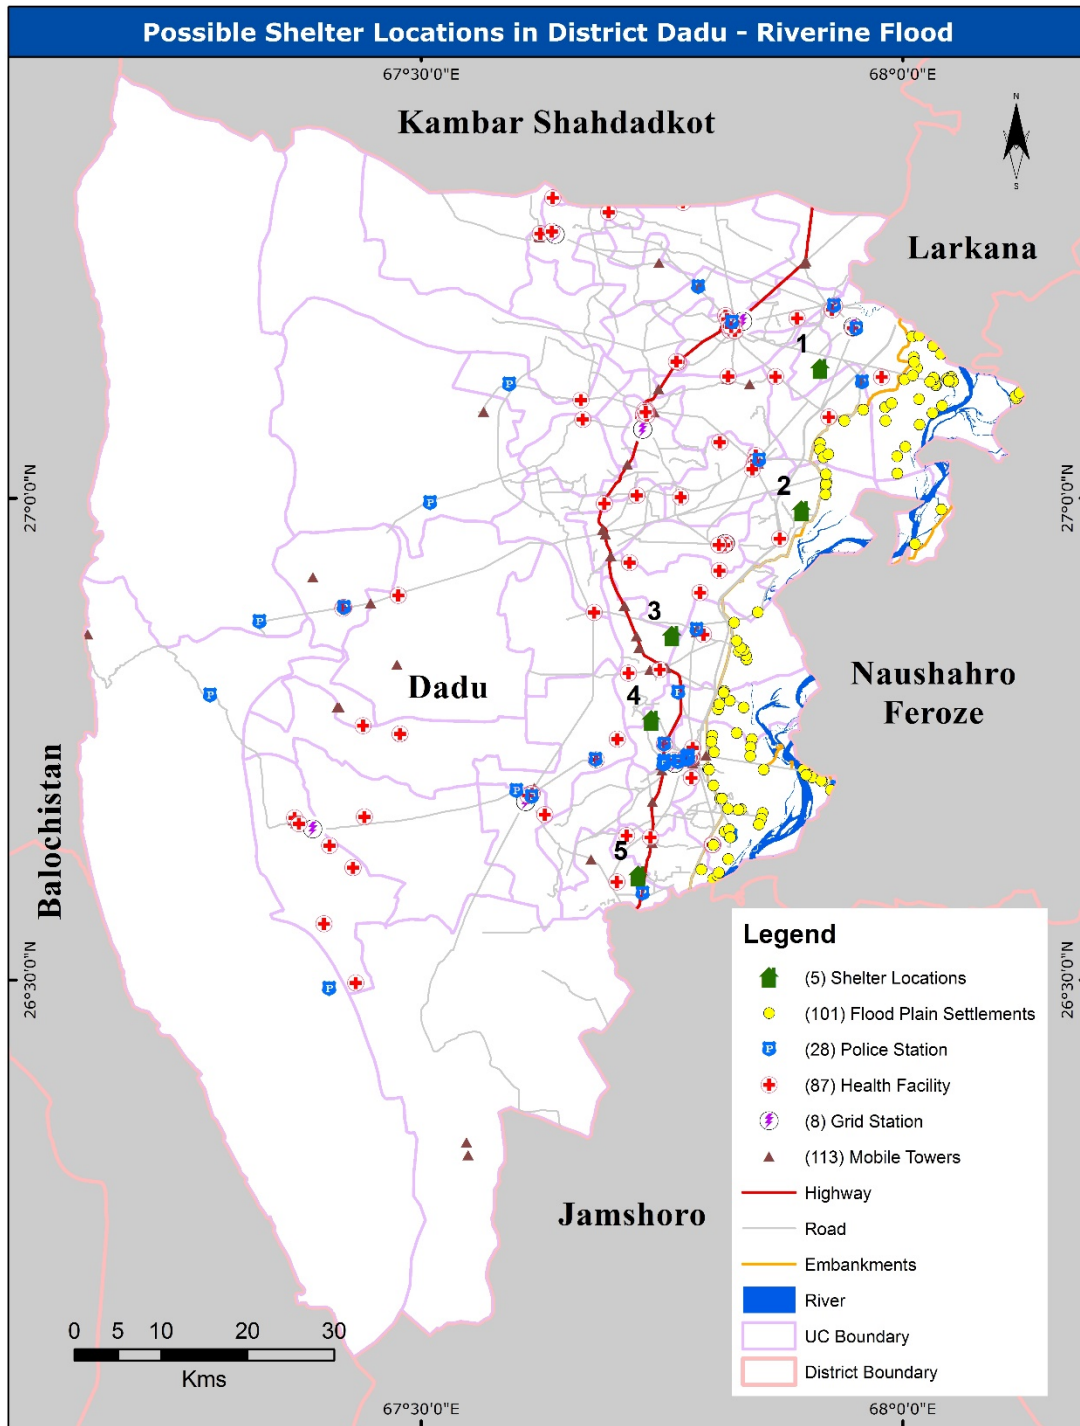 Possible Shelter Locations in District Dadu - Riverine Flood
67°30'0"E
68°0'0"E
Kambar Shahdadkot
N
S
Larkana
1
27°0'0"N
27°0'0"N
2
3
Dadu
4
Naushahro
Feroze
Balochistan
5
26°30'0"N
26°30'0"N
Legend
(5) Shelter Locations
(101) Flood Plain Settlements
P
(28) Police Station
(87) Health Facility
(8) Grid Station
(113) Mobile Towers
Highway
Road
Embankments
River
UC Boundary
District Boundary
Jamshoro
0 5 10 20 30
Kms
67°30'0"E
68°0'0"E